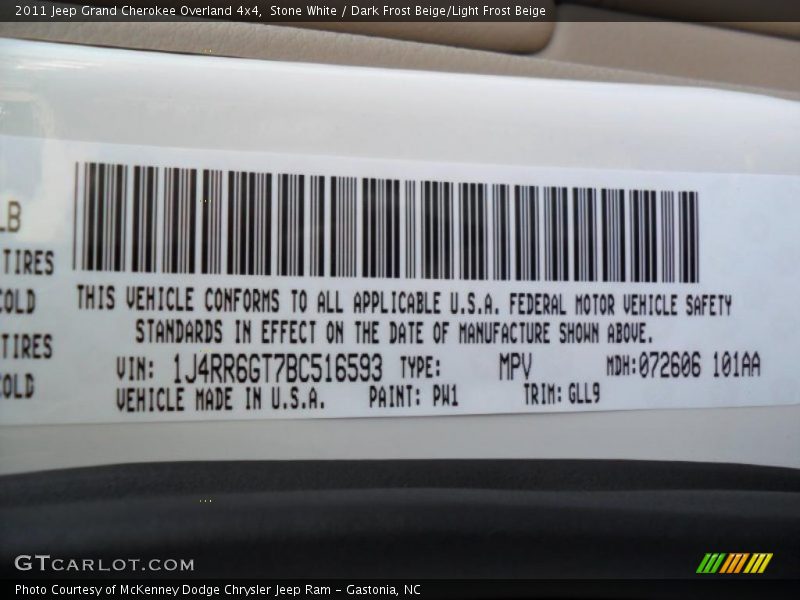 2011 Jeep Grand Cherokee Overland 4x4, Stone White / Dark Frost Beige/Light Frost Beige
LB
TIRES
COLD
TIRES
COLD
THIS VEHICLE CONFORMS TO ALL APPLICABLE U.S.A. FEDERAL MOTOR VEHICLE SAFETY
STANDARDS IN EFFECT ON THE DATE OF MANUFACTURE SHOWN ABOVE.
VIN: 1J4RR6GT7BC516593 TYPE: MPV MDH:072606 101AA
VEHICLE MADE IN U.S.A. PAINT: PW1 TRIM: GLL9
GTCARLOT.COM
Photo Courtesy of McKenney Dodge Chrysler Jeep Ram - Gastonia, NC